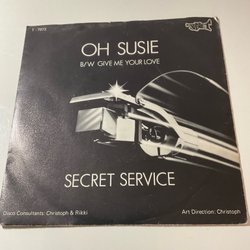 OH SUSIE
B/W GIVE ME YOUR LOVE
SECRET SERVICE
Disco Consultants: Christoph & Rikki
Art Direction: Christoph